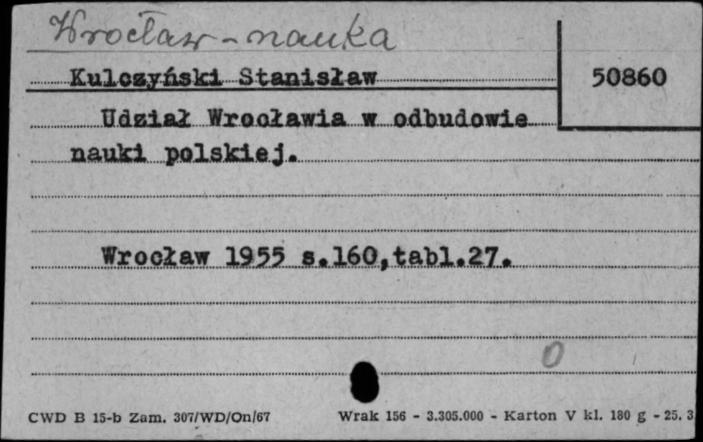 Wrocław - nauka
Kulczyński Stanisław
50860
Udział Wrocławia w odbudowie
nauki polskiej.
Wrocław 1955 s.160,tabl.27.
0
CWD B 15-b Zam. 307/WD/On/67
Wrak 156 - 3.305.000 - Karton V kl. 180 g - 25. 3